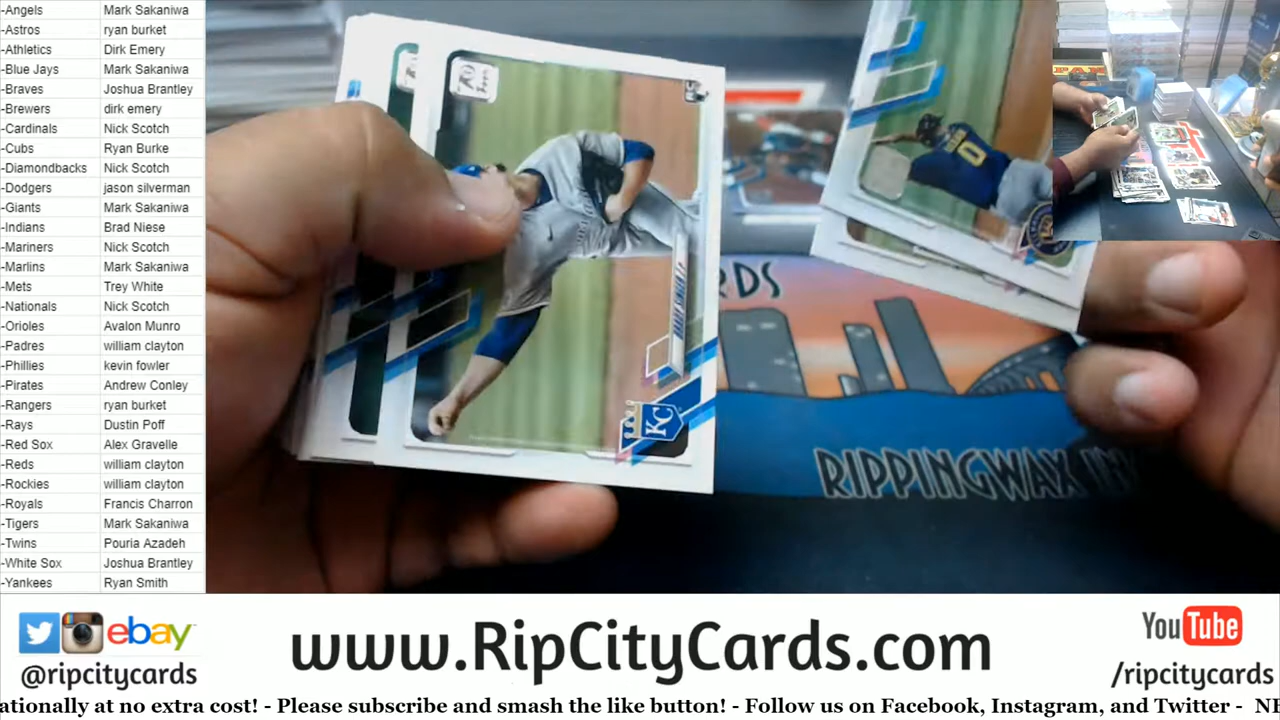 -Angels Mark Sakaniwa
-Astros ryan burket
-Athletics Dirk Emery
-Blue Jays Mark Sakaniwa
-Braves Joshua Brantley
-Brewers dirk emery
-Cardinals Nick Scotch
-Cubs Ryan Burke
-Diamondbacks Nick Scotch
-Dodgers jason silverman
-Giants Mark Sakaniwa
-Indians Brad Niese
-Mariners Nick Scotch
-Marlins Mark Sakaniwa
-Mets Trey White
-Nationals Nick Scotch
-Orioles Avalon Munro
-Padres william clayton
-Phillies kevin fowler
-Pirates Andrew Conley
-Rangers ryan burket
-Rays Dustin Poff
-Red Sox Alex Gravelle
-Reds william clayton
-Rockies william clayton
-Royals Francis Charron
-Tigers Mark Sakaniwa
-Twins Pouria Azadeh
-White Sox Joshua Brantley
-Yankees Ryan Smith
70
KC
0
RDS
RIPPINGWAX
ebay
@ripcitycards
www.RipCityCards.com
YouTube
/ripcitycards
ationally at no extra cost! - Please subscribe and smash the like button! - Follow us on Facebook, Instagram, and Twitter - NE